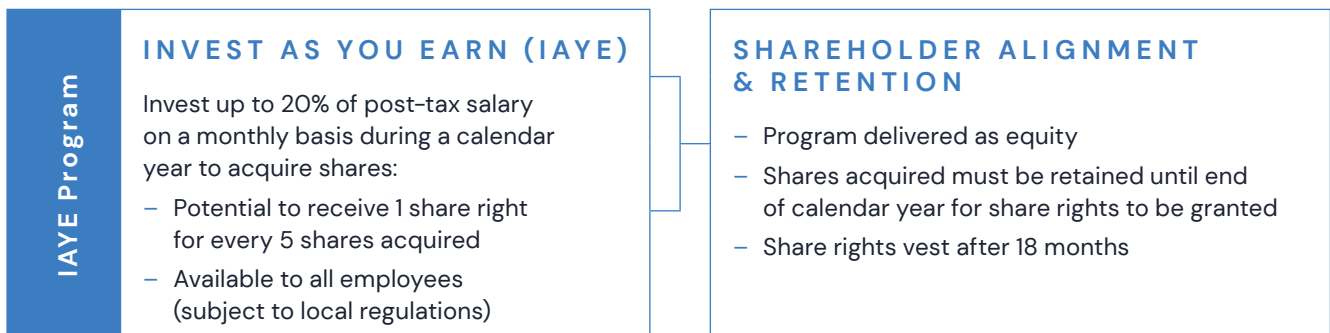 IAYE Program
INVEST AS YOU EARN (IAYE)
Invest up to 20% of post-tax salary
on a monthly basis during a calendar
year to acquire shares:
– Potential to receive 1 share right
for every 5 shares acquired
– Available to all employees
(subject to local regulations)
SHAREHOLDER ALIGNMENT
& RETENTION
– Program delivered as equity
– Shares acquired must be retained until end
of calendar year for share rights to be granted
– Share rights vest after 18 months